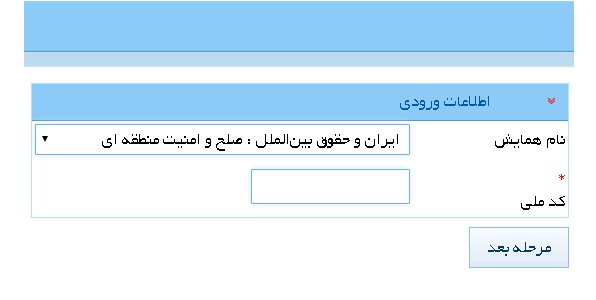 اطلاعات ورودی
نام همایش ایران و حقوق بین‌الملل : صلح و امنیت منطقه ای
*
کد ملی
مرحله بعد